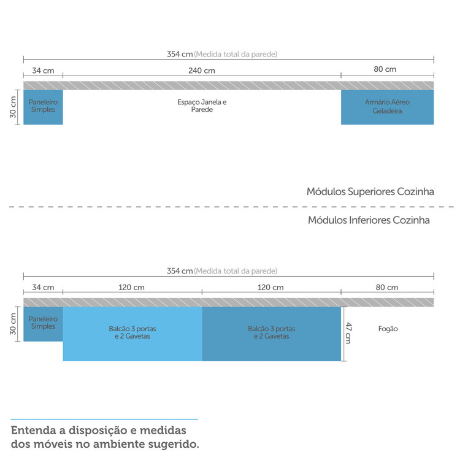 354 cm (Medida total da parede)
34 cm
240 cm
80 cm
30 cm
Paneleiro
Simples
Espaço Janela e
Parede
Armário Aéreo
Geladeira
Módulos Superiores Cozinha
Módulos Inferiores Cozinha
354 cm (Medida total da parede)
34 cm
120 cm
120 cm
80 cm
30 cm
Paneleiro
Simples
Balcão 3 portas
e 2 Gavetas
Balcão 3 portas
e 2 Gavetas
47 cm
Fogão
Entenda a disposição e medidas
dos móveis no ambiente sugerido.